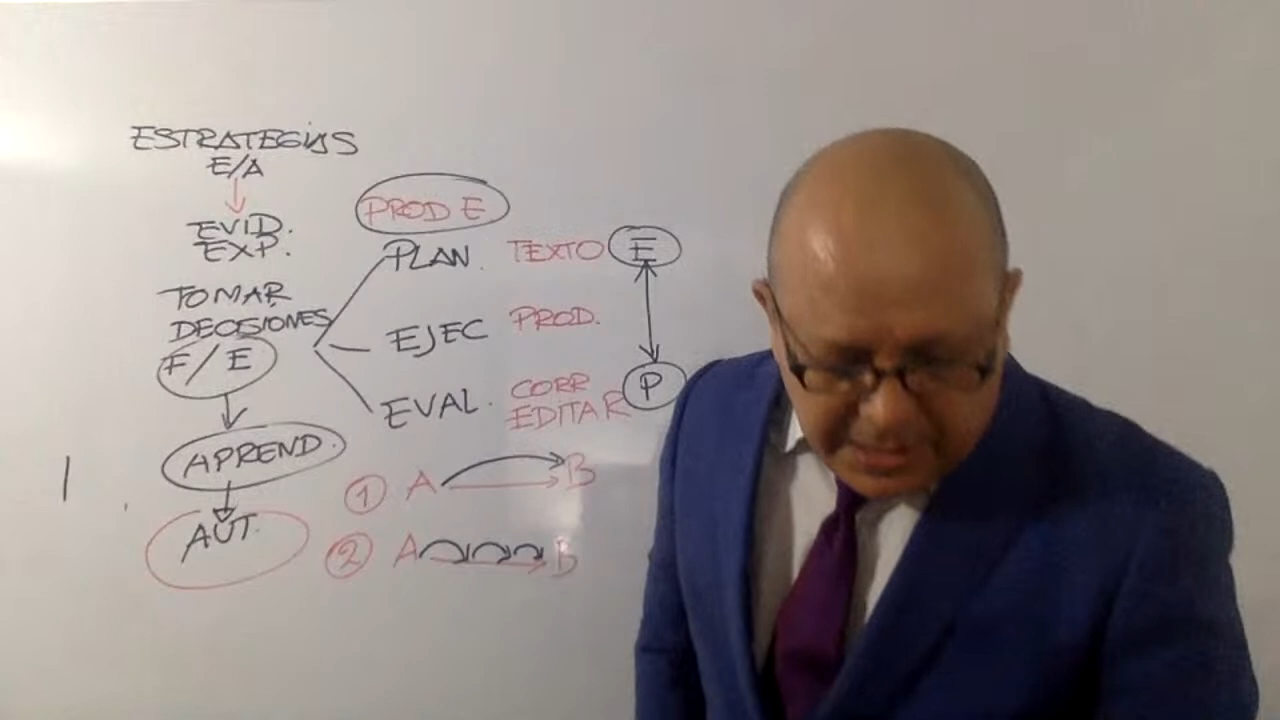 ESTRATEGIAS
E/A
EVID.
EXP.
TOMAR
DECISIONES
F/E
APREND.
AUT.
PROD E
PLAN. TEXTO E
EJEC PROD.
EVAL. CORR P
EDITAR
1 A B
2 A B